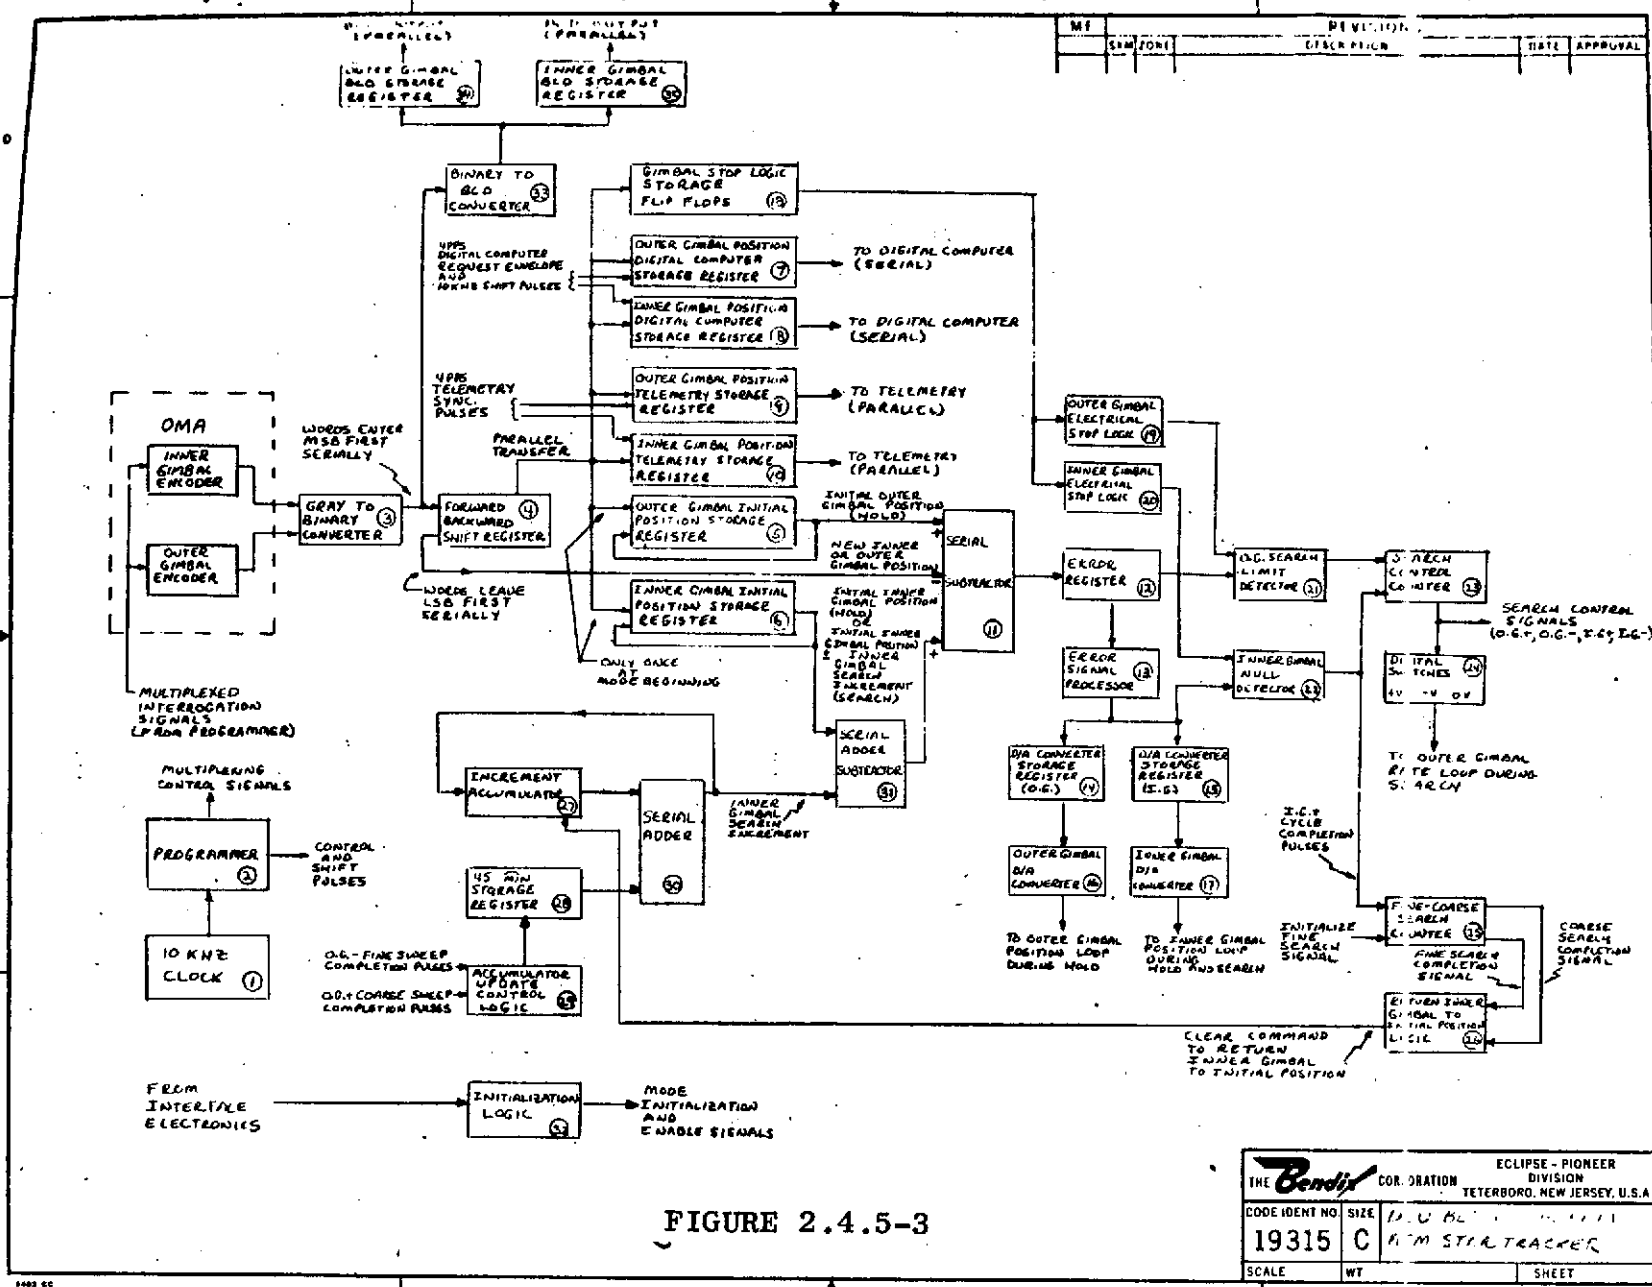 (PARALLEL)
(PARALLEL)
OUTER GIMBAL
BCD STORAGE
REGISTER 34
INNER GIMBAL
BCD STORAGE
REGISTER 35
REVISIONS
SYM ZONE
DESCRIPTION
DATE APPROVAL
BINARY TO
BCD
CONVERTER 33
GIMBAL STOP LOGIC
STORAGE
FLIP FLOPS 18
4PPS
DIGITAL COMPUTER
REQUEST ENVELOPE
AND
10KHZ SHIFT PULSES
OUTER GIMBAL POSITION
DIGITAL COMPUTER
STORAGE REGISTER 7
TO DIGITAL COMPUTER
(SERIAL)
INNER GIMBAL POSITION
DIGITAL COMPUTER
STORAGE REGISTER 8
TO DIGITAL COMPUTER
(SERIAL)
4PPS
TELEMETRY
SYNC.
PULSES
OUTER GIMBAL POSITION
TELEMETRY STORAGE
REGISTER 9
TO TELEMETRY
(PARALLEL)
INNER GIMBAL POSITION
TELEMETRY STORAGE
REGISTER 10
TO TELEMETRY
(PARALLEL)
OMA
INNER
GIMBAL
ENCODER
OUTER
GIMBAL
ENCODER
WORDS ENTER
MSB FIRST
SERIALLY
PARALLEL
TRANSFER
GRAY TO
BINARY 3
CONVERTER
FORWARD 4
BACKWARD
SHIFT REGISTER
WORDS LEAVE
LSB FIRST
SERIALLY
OUTER GIMBAL INITIAL
POSITION STORAGE
REGISTER 5
INNER GIMBAL INITIAL
POSITION STORAGE
REGISTER 6
ONLY ONCE
AT
MODE BEGINNING
INITIAL OUTER
GIMBAL POSITION
(HOLD)
+
NEW INNER
OR OUTER
GIMBAL POSITION
-
INITIAL INNER
GIMBAL POSITION
(HOLD)
OR
INITIAL INNER
GIMBAL POSITION
± INNER
GIMBAL
SEARCH
INCREMENT
(SEARCH)
+
SERIAL
SUBTRACTOR
11
OUTER GIMBAL
ELECTRICAL
STOP LOGIC 19
INNER GIMBAL
ELECTRICAL
STOP LOGIC 20
ERROR
REGISTER 12
ERROR
SIGNAL 13
PROCESSOR
O.G. SEARCH
LIMIT
DETECTOR 21
INNER GIMBAL
NULL
DETECTOR 22
SEARCH
CONTROL
COUNTER 23
SEARCH CONTROL
SIGNALS
(O.G.+, O.G.-, I.G.+, I.G.-)
DIGITAL 24
SWITCHES
+V -V 0V
TO OUTER GIMBAL
RATE LOOP DURING
SEARCH
MULTIPLEXED
INTERROGATION
SIGNALS
(FROM PROGRAMMER)
MULTIPLEXING
CONTROL SIGNALS
PROGRAMMER
2
CONTROL
AND
SHIFT
PULSES
10 KHZ
CLOCK 1
INCREMENT
ACCUMULATOR 27
45 MIN
STORAGE
REGISTER 28
SERIAL
ADDER
30
INNER
GIMBAL
SEARCH
INCREMENT
SERIAL
ADDER
SUBTRACTOR
31
D/A CONVERTER
STORAGE
REGISTER
(O.G.) 14
D/A CONVERTER
STORAGE
REGISTER
(I.G.) 15
OUTER GIMBAL
D/A
CONVERTER 16
INNER GIMBAL
D/A
CONVERTER 17
TO OUTER GIMBAL
POSITION LOOP
DURING HOLD
TO INNER GIMBAL
POSITION LOOP
DURING
HOLD AND SEARCH
I.G.+
CYCLE
COMPLETION
PULSES
INITIALIZE
FINE
SEARCH
SIGNAL
FINE-COARSE
SEARCH
COUNTER 25
FINE SEARCH
COMPLETION
SIGNAL
COARSE
SEARCH
COMPLETION
SIGNAL
RETURN INNER
GIMBAL TO
INITIAL POSITION
LOGIC 26
O.G.- FINE SWEEP
COMPLETION PULSES
O.G.+ COARSE SWEEP
COMPLETION PULSES
ACCUMULATOR
UPDATE
CONTROL
LOGIC 29
CLEAR COMMAND
TO RETURN
INNER GIMBAL
TO INITIAL POSITION
FROM
INTERFACE
ELECTRONICS
INITIALIZATION
LOGIC
32
MODE
INITIALIZATION
AND
ENABLE SIGNALS
FIGURE 2.4.5-3
THE Bendix CORPORATION
ECLIPSE - PIONEER
DIVISION
TETERBORO, NEW JERSEY, U.S.A
CODE IDENT NO. SIZE
19315 C
STAR TRACKER
SCALE WT SHEET